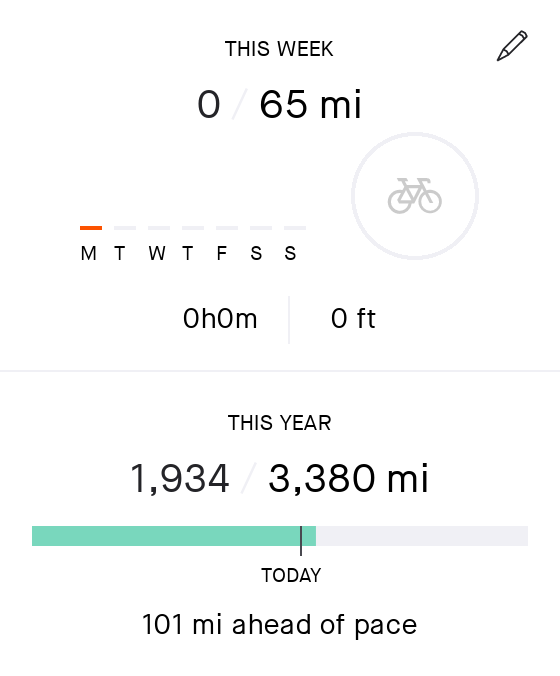 THIS WEEK
0 / 65 mi
M T W T F S S
0h0m 0 ft
THIS YEAR
1,934 / 3,380 mi
TODAY
101 mi ahead of pace